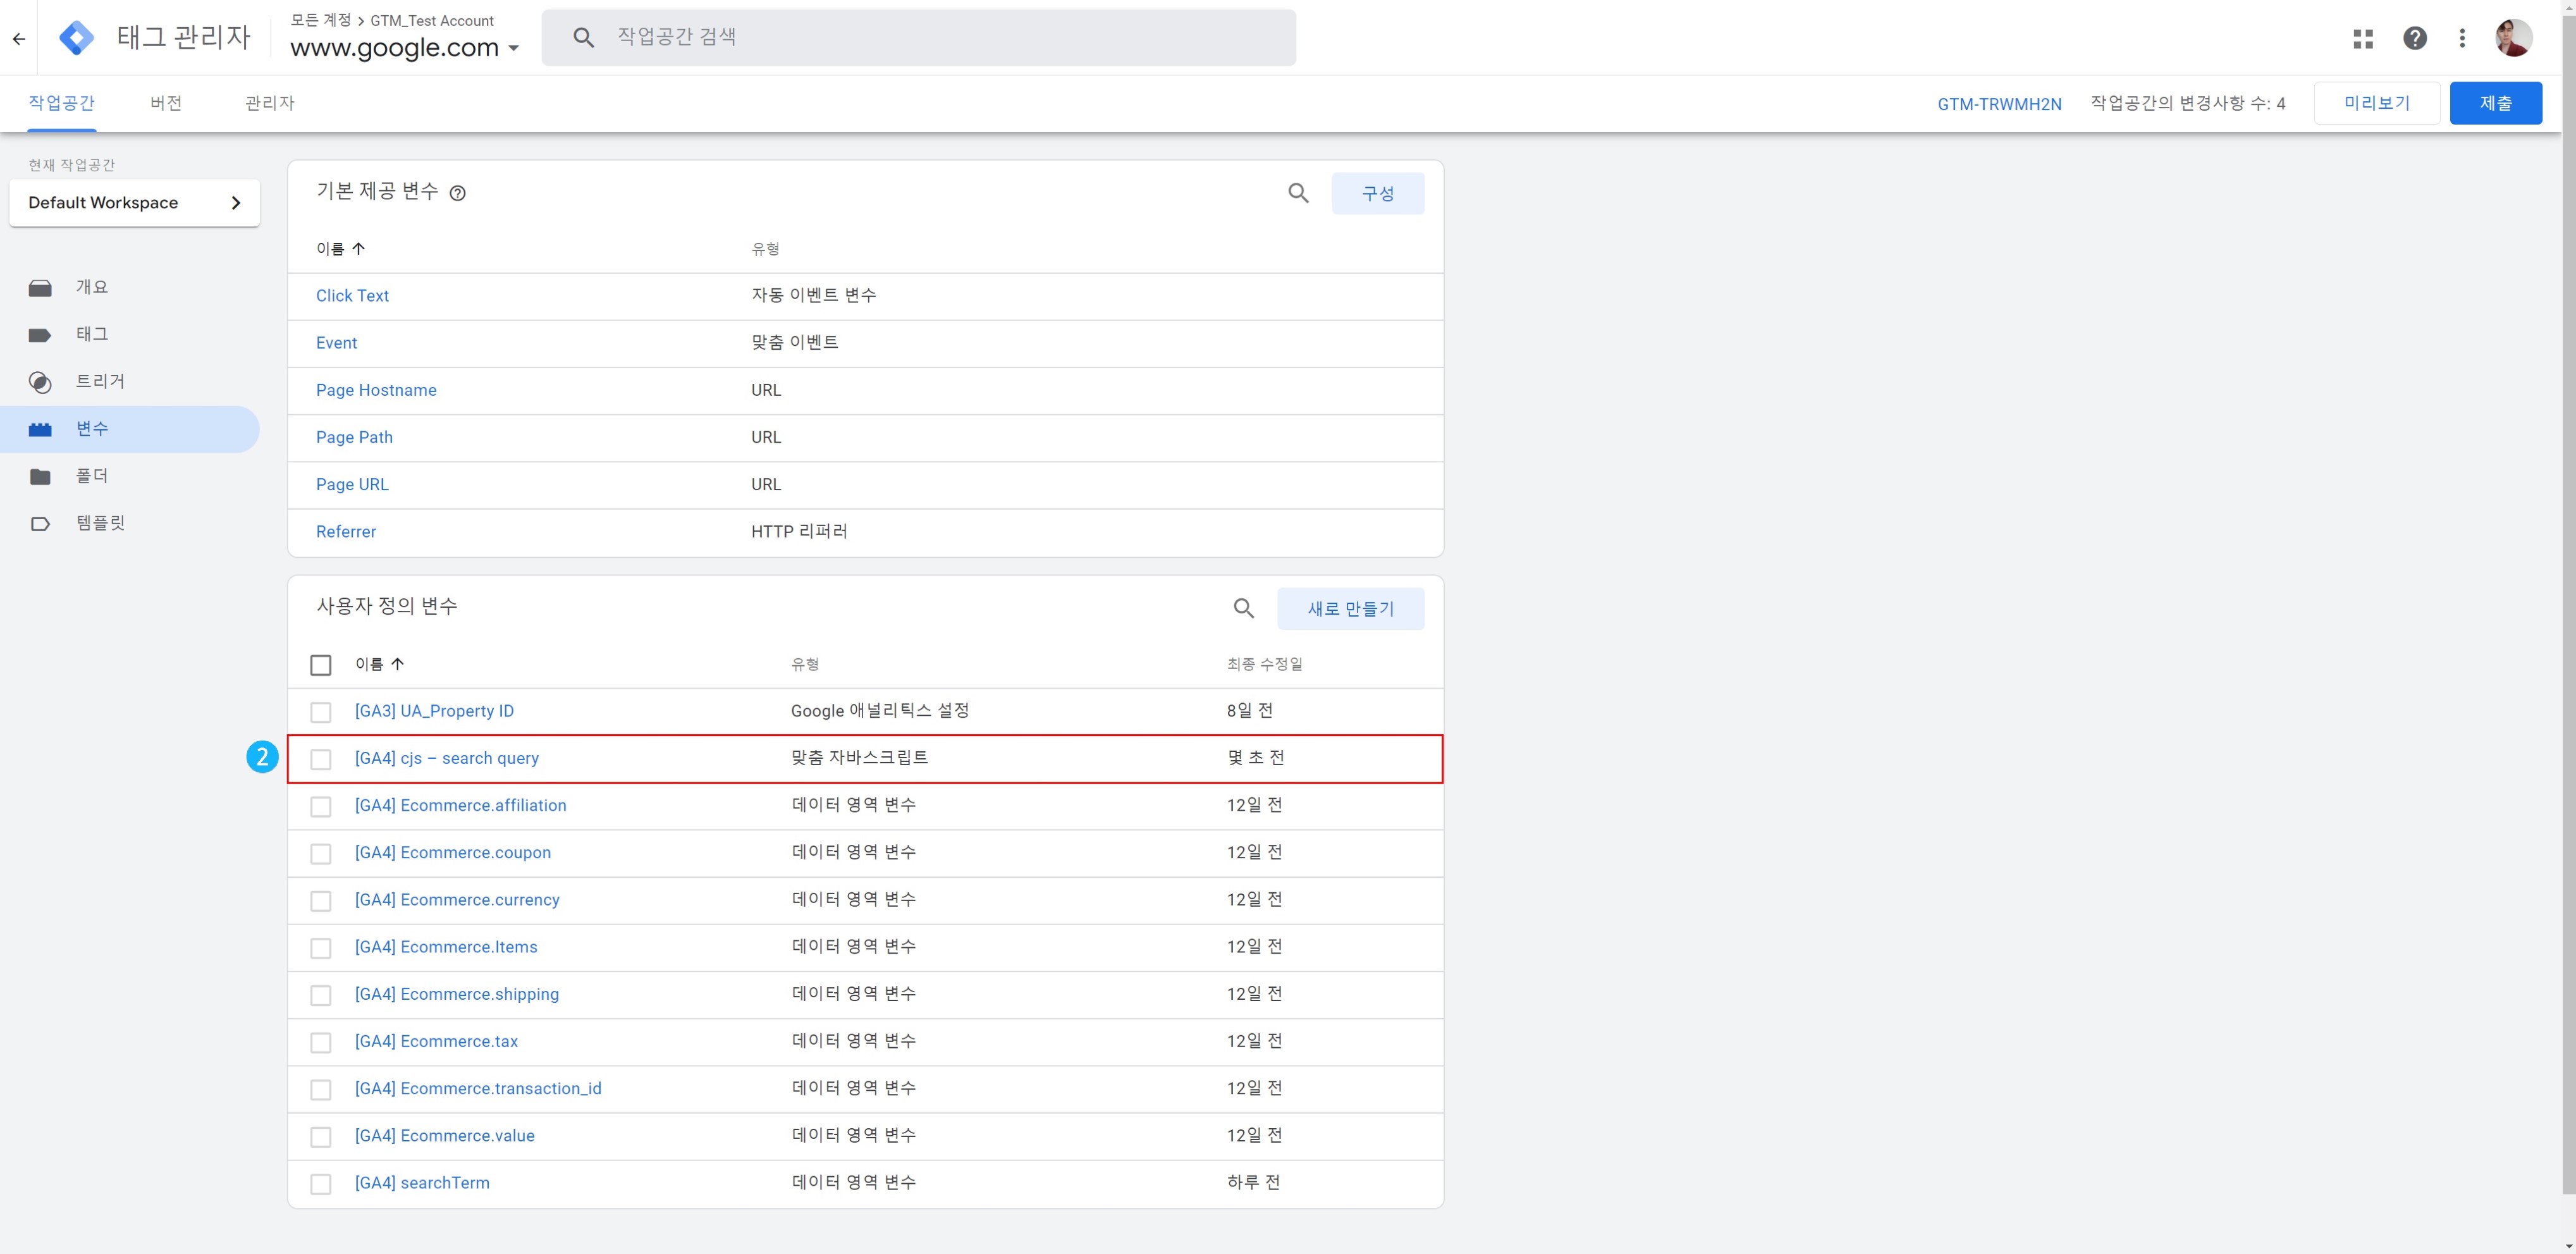 태그 관리자
모든 계정 > GTM_Test Account
www.google.com
작업공간 검색
작업공간 버전 관리자
GTM-TRWMH2N 작업공간의 변경사항 수: 4 미리보기 제출
현재 작업공간
Default Workspace
개요
태그
트리거
변수
폴더
템플릿
기본 제공 변수 구성
이름 유형
Click Text 자동 이벤트 변수
Event 맞춤 이벤트
Page Hostname URL
Page Path URL
Page URL URL
Referrer HTTP 리퍼러
사용자 정의 변수 새로 만들기
이름 유형 최종 수정일
[GA3] UA_Property ID Google 애널리틱스 설정 8일 전
2 [GA4] cjs – search query 맞춤 자바스크립트 몇 초 전
[GA4] Ecommerce.affiliation 데이터 영역 변수 12일 전
[GA4] Ecommerce.coupon 데이터 영역 변수 12일 전
[GA4] Ecommerce.currency 데이터 영역 변수 12일 전
[GA4] Ecommerce.Items 데이터 영역 변수 12일 전
[GA4] Ecommerce.shipping 데이터 영역 변수 12일 전
[GA4] Ecommerce.tax 데이터 영역 변수 12일 전
[GA4] Ecommerce.transaction_id 데이터 영역 변수 12일 전
[GA4] Ecommerce.value 데이터 영역 변수 12일 전
[GA4] searchTerm 데이터 영역 변수 하루 전